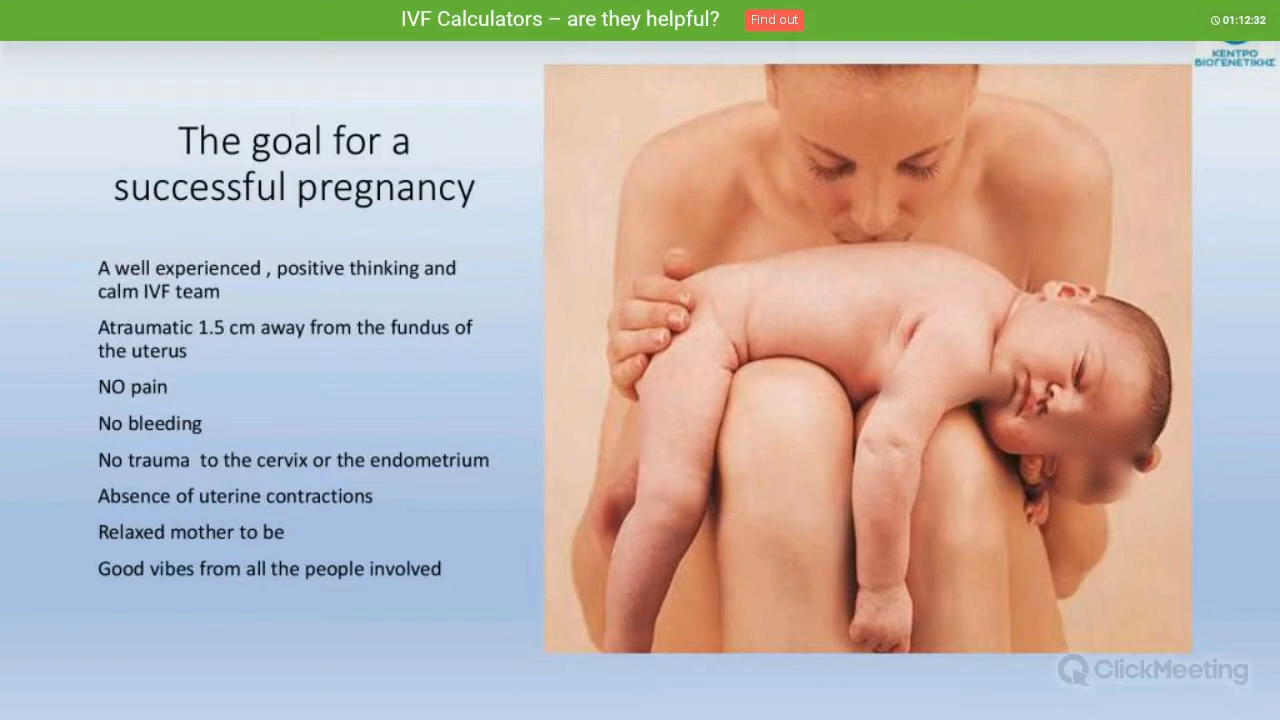 IVF Calculators – are they helpful? Find out
01:12:32
ΚΕΝΤΡΟ
ΒΙΟΓΕΝΕΤΙΚΗΣ
The goal for a
successful pregnancy
A well experienced , positive thinking and
calm IVF team
Atraumatic 1.5 cm away from the fundus of
the uterus
NO pain
No bleeding
No trauma to the cervix or the endometrium
Absence of uterine contractions
Relaxed mother to be
Good vibes from all the people involved
ClickMeeting